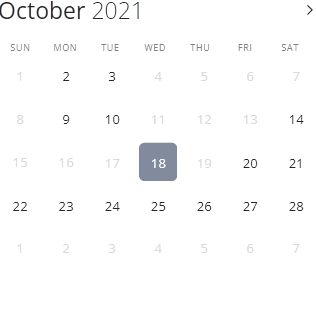 October 2021
SUN MON TUE WED THU FRI SAT
1 2 3 4 5 6 7
8 9 10 11 12 13 14
15 16 17 18 19 20 21
22 23 24 25 26 27 28
1 2 3 4 5 6 7